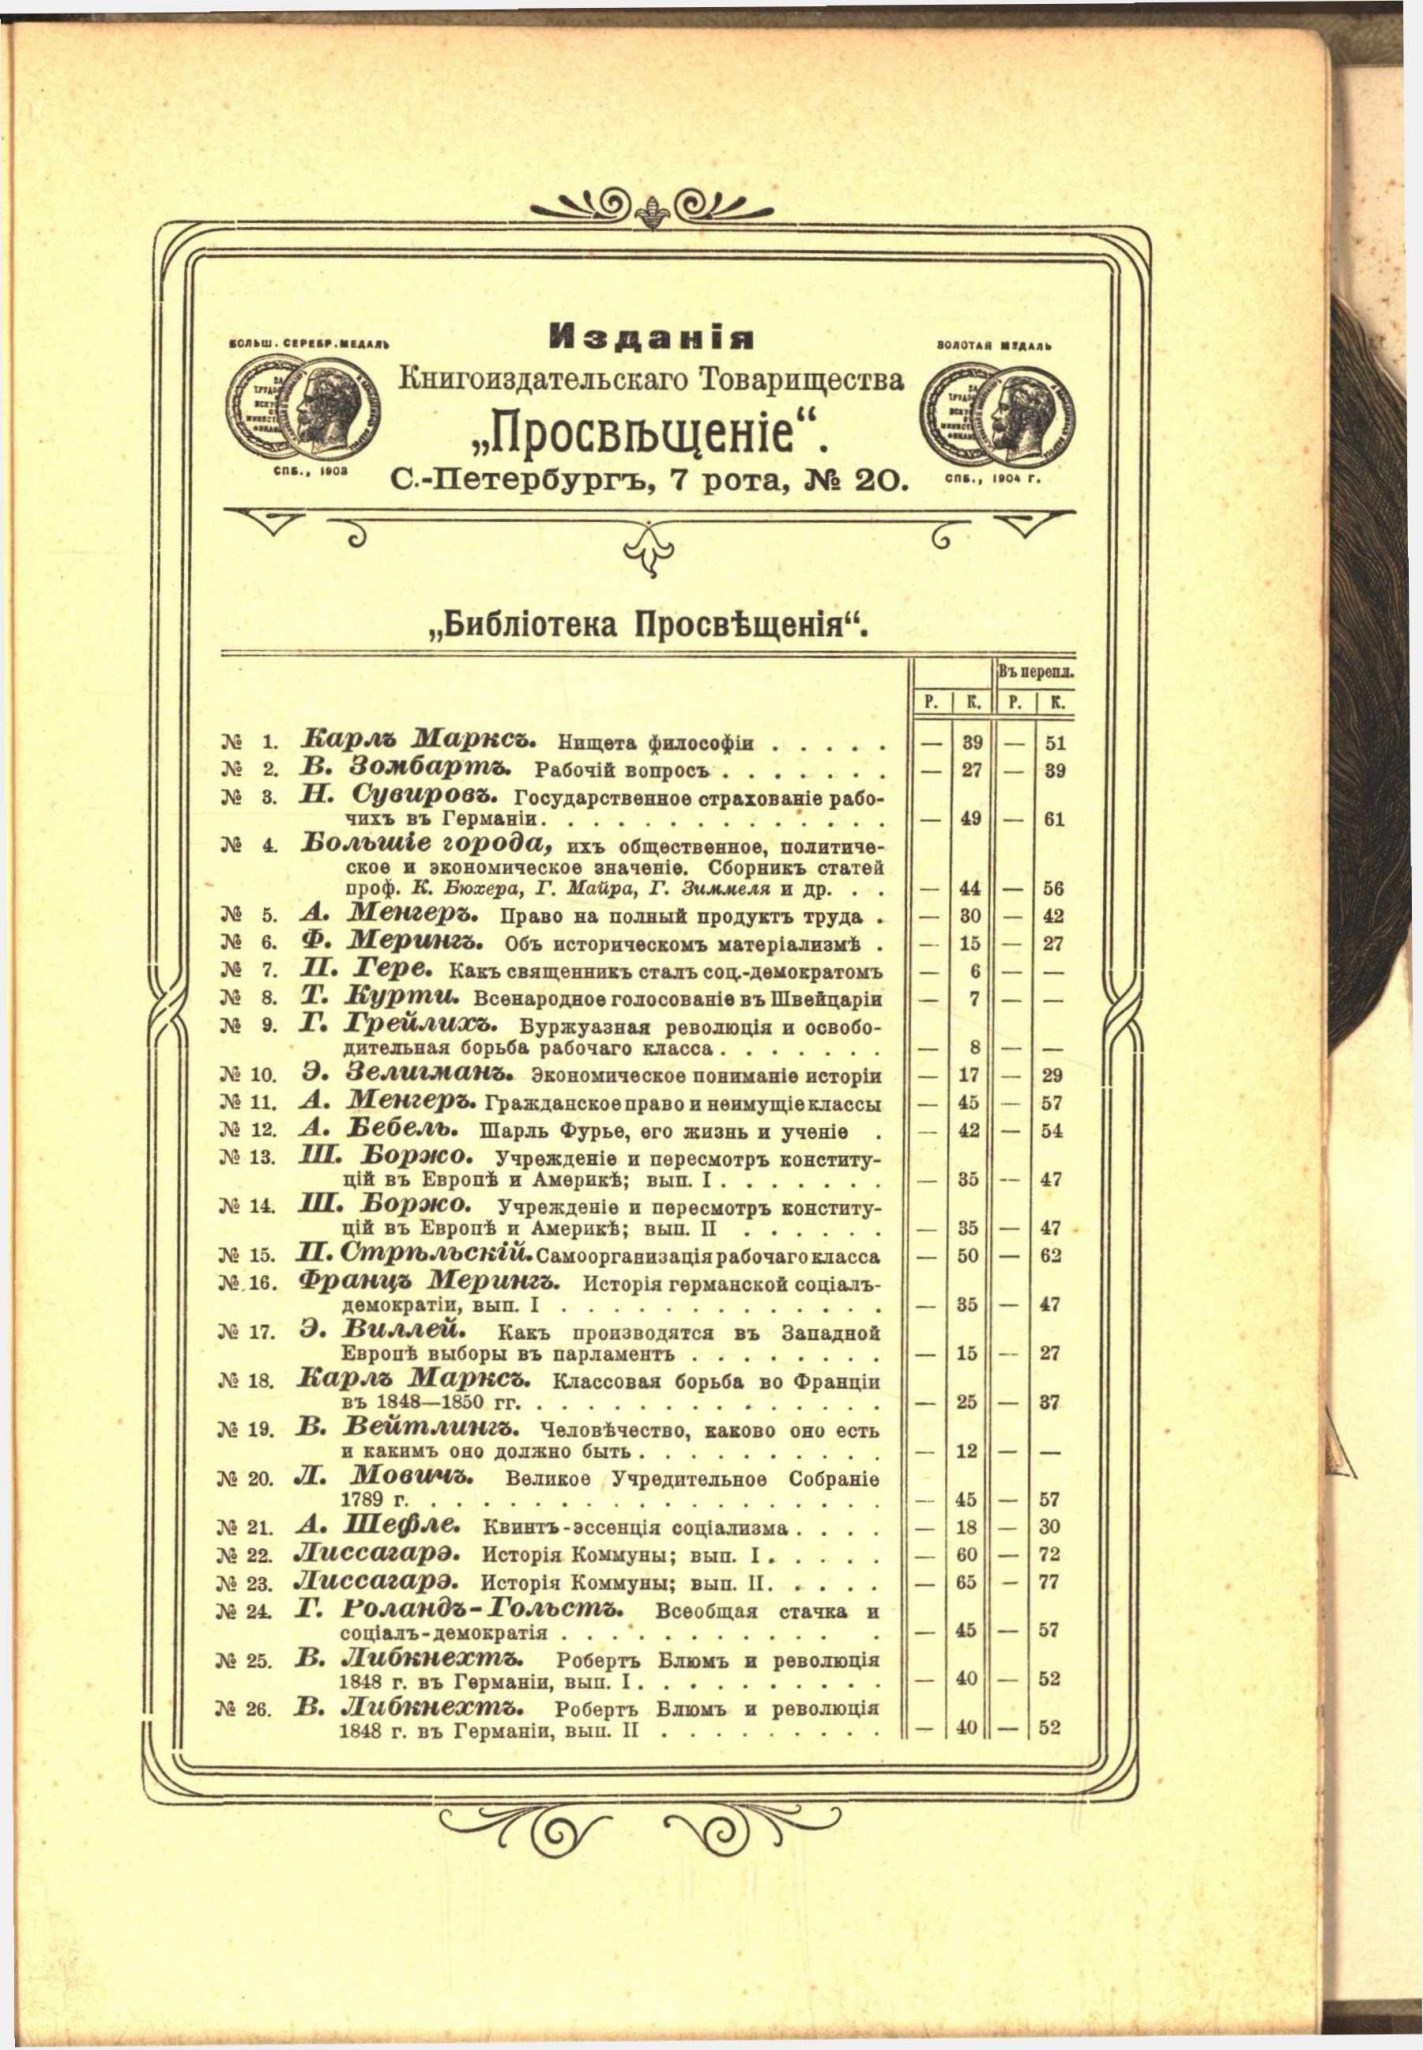 Изданія
БОЛЬШ. СЕРЕБР. МЕДАЛЬ
ЗОЛОТАЯ МЕДАЛЬ
Книгоиздательскаго Товарищества
„Просвѣщеніе“.
СПБ., 1903
С.-Петербургъ, 7 рота, № 20.
СПБ., 1904 г.
„Библіотека Просвѣщенія“.
Въ перепл.
Р. К. Р. К.
№ 1. Карлъ Марксъ. Нищета философіи . . . . . — 39 — 51
№ 2. В. Зомбартъ. Рабочій вопросъ . . . . . . . — 27 — 39
№ 3. Н. Сувировъ. Государственное страхованіе рабо-
чихъ въ Германіи. . . . . . . . . . . . . . — 49 — 61
№ 4. Большіе города, ихъ общественное, политиче-
ское и экономическое значеніе. Сборникъ статей
проф. К. Бюхера, Г. Майра, Г. Зиммеля и др. . . — 44 — 56
№ 5. А. Менгеръ. Право на полный продуктъ труда . — 30 — 42
№ 6. Ф. Мерингъ. Объ историческомъ матеріализмѣ . — 15 — 27
№ 7. П. Гере. Какъ священникъ сталъ соц.-демократомъ — 6 — —
№ 8. Т. Курти. Всенародное голосованіе въ Швейцаріи — 7 — —
№ 9. Г. Грейлихъ. Буржуазная революція и освобо-
дительная борьба рабочаго класса . . . . . . . — 8 — —
№ 10. Э. Зелигманъ. Экономическое пониманіе исторіи — 17 — 29
№ 11. А. Менгеръ. Гражданское право и неимущіе классы — 45 — 57
№ 12. А. Бебель. Шарль Фурье, его жизнь и ученіе . — 42 — 54
№ 13. Ш. Боржо. Учрежденіе и пересмотръ конститу-
цій въ Европѣ и Америкѣ; вып. I . . . . . . . — 35 — 47
№ 14. Ш. Боржо. Учрежденіе и пересмотръ конститу-
цій въ Европѣ и Америкѣ; вып. II . . . . . . — 35 — 47
№ 15. П. Стрѣльскій. Самоорганизація рабочаго класса — 50 — 62
№ 16. Францъ Мерингъ. Исторія германской соціалъ-
демократіи, вып. I . . . . . . . . . . . . . — 35 — 47
№ 17. Э. Виллей. Какъ производятся въ Западной
Европѣ выборы въ парламентъ . . . . . . . . — 15 — 27
№ 18. Карлъ Марксъ. Классовая борьба во Франціи
въ 1848—1850 гг. . . . . . . . . . . . . . . — 25 — 37
№ 19. В. Вейтлингъ. Человѣчество, каково оно есть
и какимъ оно должно быть . . . . . . . . . . — 12 — —
№ 20. Л. Мовичъ. Великое Учредительное Собраніе
1789 г. . . . . . . . . . . . . . . . . . . — 45 — 57
№ 21. А. Шефле. Квинтъ-эссенція соціализма . . . . — 18 — 30
№ 22. Лиссагарэ. Исторія Коммуны; вып. I . . . . . — 60 — 72
№ 23. Лиссагарэ. Исторія Коммуны; вып. II. . . . . — 65 — 77
№ 24. Г. Роландъ-Гольстъ. Всеобщая стачка и
соціалъ-демократія . . . . . . . . . . . . . — 45 — 57
№ 25. В. Либкнехтъ. Робертъ Блюмъ и революція
1848 г. въ Германіи, вып. I . . . . . . . . . . — 40 — 52
№ 26. В. Либкнехтъ. Робертъ Блюмъ и революція
1848 г. въ Германіи, вып. II . . . . . . . . . — 40 — 52